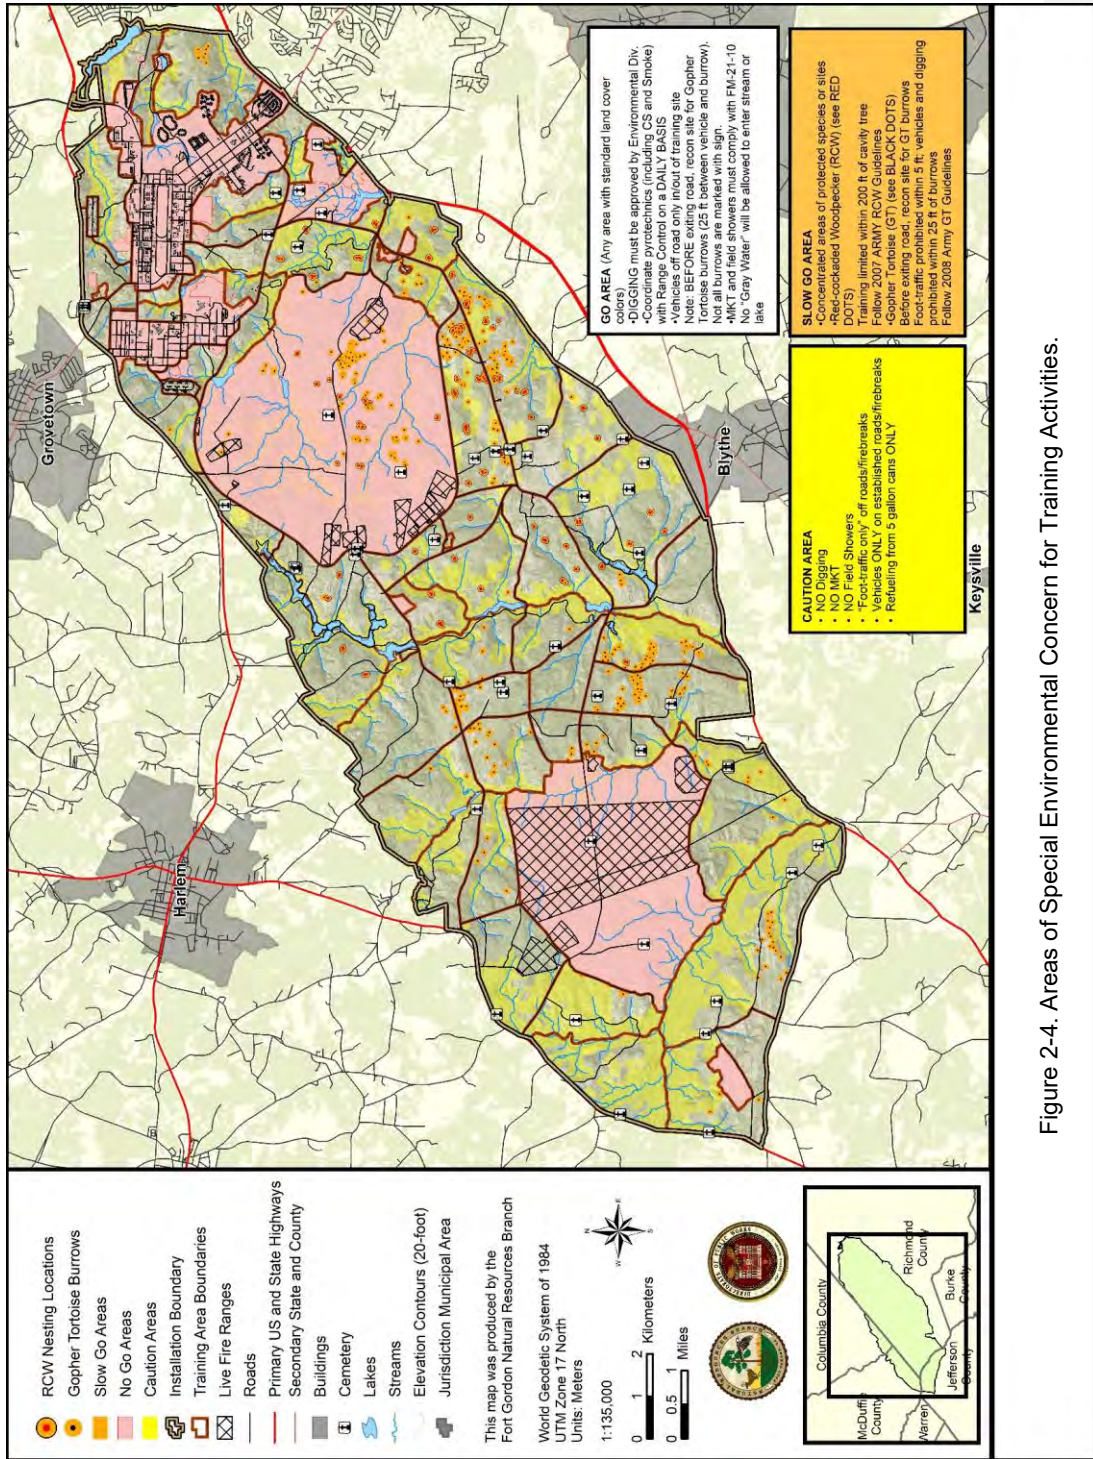 Grovetown
Harlem
Blythe
Keysville
GO AREA (Any area with standard land cover
colors)
•DIGGING must be approved by Environmental Div.
•Coordinate pyrotechnics (including CS and Smoke)
with Range Control on a DAILY BASIS
•Vehicles off road only in/out of training site
Note: BEFORE exiting road, recon site for Gopher
Tortoise burrows (25 ft between vehicle and burrow).
Not all burrows are marked with sign.
•MKT and field showers must comply with FM-21-10
No "Gray Water" will be allowed to enter stream or
lake
CAUTION AREA
• NO Digging
• NO MKT
• NO Field Showers
• "Foot-traffic only" off roads/firebreaks
• Vehicles ONLY on established roads/firebreaks
• Refueling from 5 gallon cans ONLY
SLOW GO AREA
•Concentrated areas of protected species or sites
•Red-cockaded Woodpecker (RCW) (see RED
DOTS)
Training limited within 200 ft of cavity tree
Follow 2007 ARMY RCW Guidelines
•Gopher Tortoise (GT) (see BLACK DOTS)
Before exiting road, recon site for GT burrows
Foot-traffic prohibited within 5 ft; vehicles and digging
prohibited within 25 ft of burrows
Follow 2008 Army GT Guidelines
RCW Nesting Locations
Gopher Tortoise Burrows
Slow Go Areas
No Go Areas
Caution Areas
Installation Boundary
Training Area Boundaries
Live Fire Ranges
Roads
Primary US and State Highways
Secondary State and County
Buildings
Cemetery
Lakes
Streams
Elevation Contours (20-foot)
Jurisdiction Municipal Area
This map was produced by the
Fort Gordon Natural Resources Branch
World Geodetic System of 1984
UTM Zone 17 North
Units: Meters
1:135,000
0 1 2 Kilometers
0 0.5 1 Miles
N
E
S
W
DIRECTORATE OF PUBLIC WORKS
NATURAL RESOURCES BRANCH
Columbia County
McDuffie
County
Warren
Richmond
County
Burke
County
Jefferson
County
Figure 2-4. Areas of Special Environmental Concern for Training Activities.